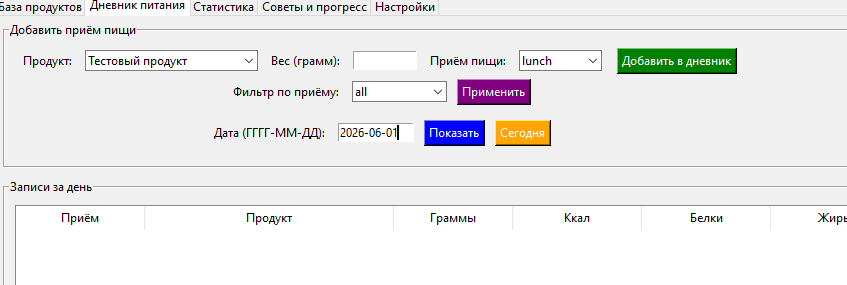 База продуктов Дневник питания Статистика Советы и прогресс Настройки
Добавить приём пищи
Продукт: Тестовый продукт Вес (грамм): Приём пищи: lunch Добавить в дневник
Фильтр по приёму: all Применить
Дата (ГГГГ-ММ-ДД): 2026-06-01 Показать Сегодня
Записи за день
Приём Продукт Граммы Ккал Белки Жиры